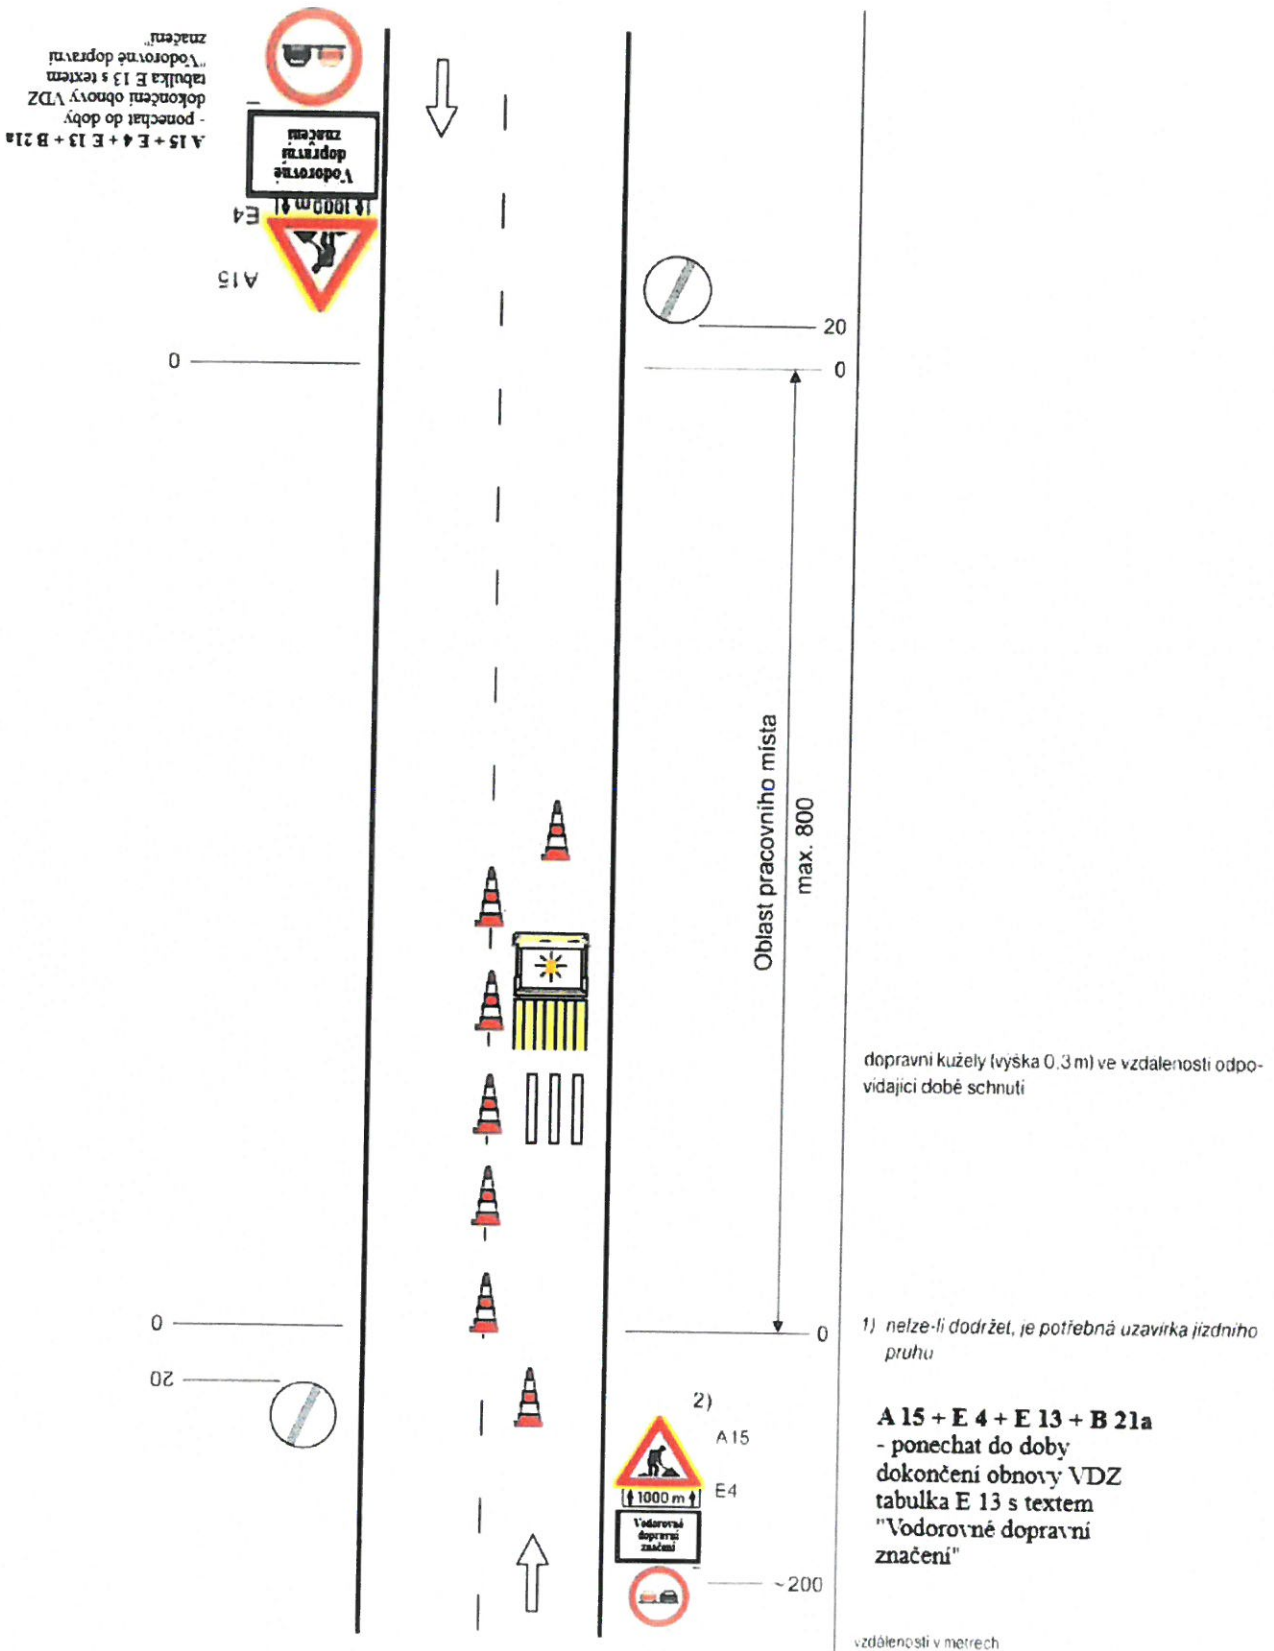 A 15 + E 4 + E 13 + B 21a
- ponechat do doby
dokončení obnovy VDZ
tabulka E 13 s textem
"Vodorovné dopravní
značení"
A15
E4
1000 m
Vodorovné
dopravní
značení
20
0
0
Oblast pracovního místa
max. 800
dopravní kužely (výška 0,3 m) ve vzdálenosti odpo-
vídající době schnutí
0
20
0
1) nelze-li dodržet, je potřebná uzavírka jízdního
pruhu
2)
A15
E4
1000 m
Vodorovné
dopravní
značení
~200
A 15 + E 4 + E 13 + B 21a
- ponechat do doby
dokončení obnovy VDZ
tabulka E 13 s textem
"Vodorovné dopravní
značení"
vzdálenosti v metrech